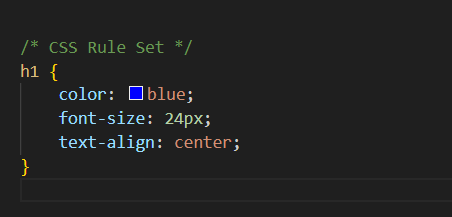 /* CSS Rule Set */
h1 {
    color: blue;
    font-size: 24px;
    text-align: center;
}